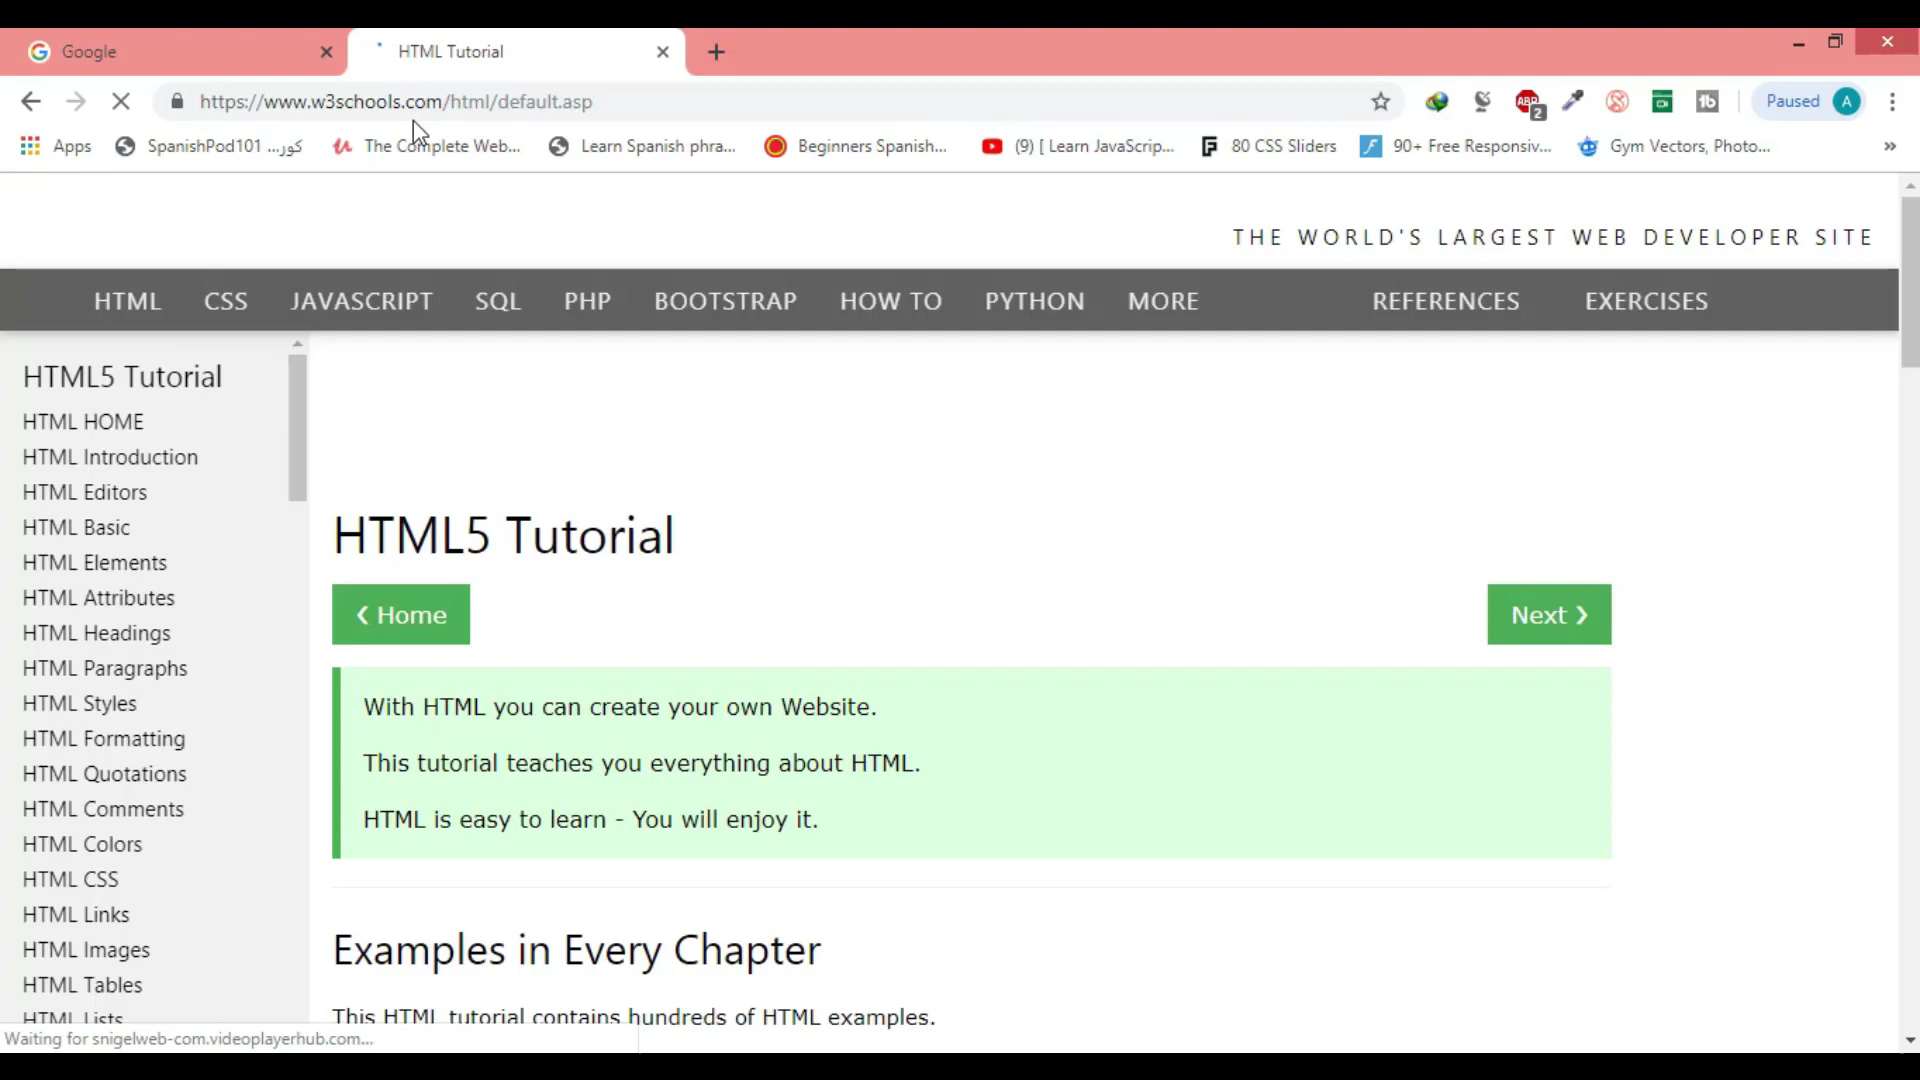 Google
HTML Tutorial
https://www.w3schools.com/html/default.asp
ABP
2
Paused
A
Apps
SpanishPod101 ...كور
The Complete Web...
Learn Spanish phra...
Beginners Spanish...
(9) [ Learn JavaScrip...
80 CSS Sliders
90+ Free Responsiv...
Gym Vectors, Photo...
»
THE WORLD'S LARGEST WEB DEVELOPER SITE
HTML CSS JAVASCRIPT SQL PHP BOOTSTRAP HOW TO PYTHON MORE REFERENCES EXERCISES
HTML5 Tutorial
HTML HOME
HTML Introduction
HTML Editors
HTML Basic
HTML Elements
HTML Attributes
HTML Headings
HTML Paragraphs
HTML Styles
HTML Formatting
HTML Quotations
HTML Comments
HTML Colors
HTML CSS
HTML Links
HTML Images
HTML Tables
HTML Lists
HTML5 Tutorial
❮ Home
Next ❯
With HTML you can create your own Website.
This tutorial teaches you everything about HTML.
HTML is easy to learn - You will enjoy it.
Examples in Every Chapter
This HTML tutorial contains hundreds of HTML examples.
Waiting for snigelweb-com.videoplayerhub.com...